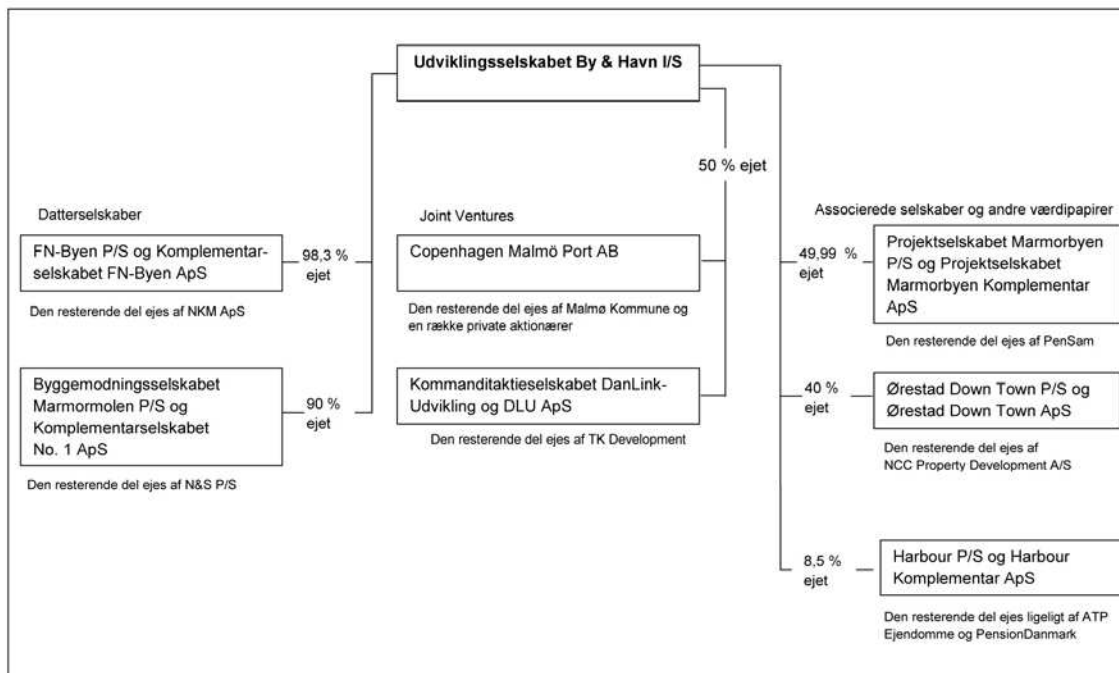 Udviklingsselskabet By & Havn I/S
50 % ejet
Datterselskaber
FN-Byen P/S og Komplementar-
selskabet FN-Byen ApS
98,3 %
ejet
Den resterende del ejes af NKM ApS
Byggemodningsselskabet
Marmormolen P/S og
Komplementarselskabet
No. 1 ApS
90 %
ejet
Den resterende del ejes af N&S P/S
Joint Ventures
Copenhagen Malmö Port AB
Den resterende del ejes af Malmø Kommune og
en række private aktionærer
Kommanditaktieselskabet DanLink-
Udvikling og DLU ApS
Den resterende del ejes af TK Development
Associerede selskaber og andre værdipapirer
49,99 %
ejet
Projektselskabet Marmorbyen
P/S og Projektselskabet
Marmorbyen Komplementar
ApS
Den resterende del ejes af PenSam
40 %
ejet
Ørestad Down Town P/S og
Ørestad Down Town ApS
Den resterende del ejes af
NCC Property Development A/S
8,5 %
ejet
Harbour P/S og Harbour
Komplementar ApS
Den resterende del ejes ligeligt af ATP
Ejendomme og PensionDanmark